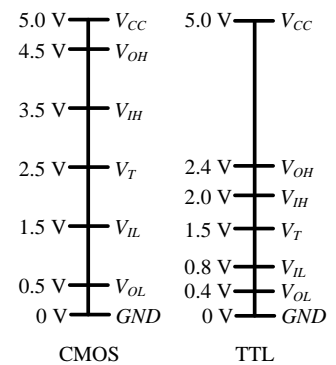 5.0 V V_CC
4.5 V V_OH
3.5 V V_IH
2.5 V V_T
1.5 V V_IL
0.5 V V_OL
0 V GND
CMOS
5.0 V V_CC
2.4 V V_OH
2.0 V V_IH
1.5 V V_T
0.8 V V_IL
0.4 V V_OL
0 V GND
TTL